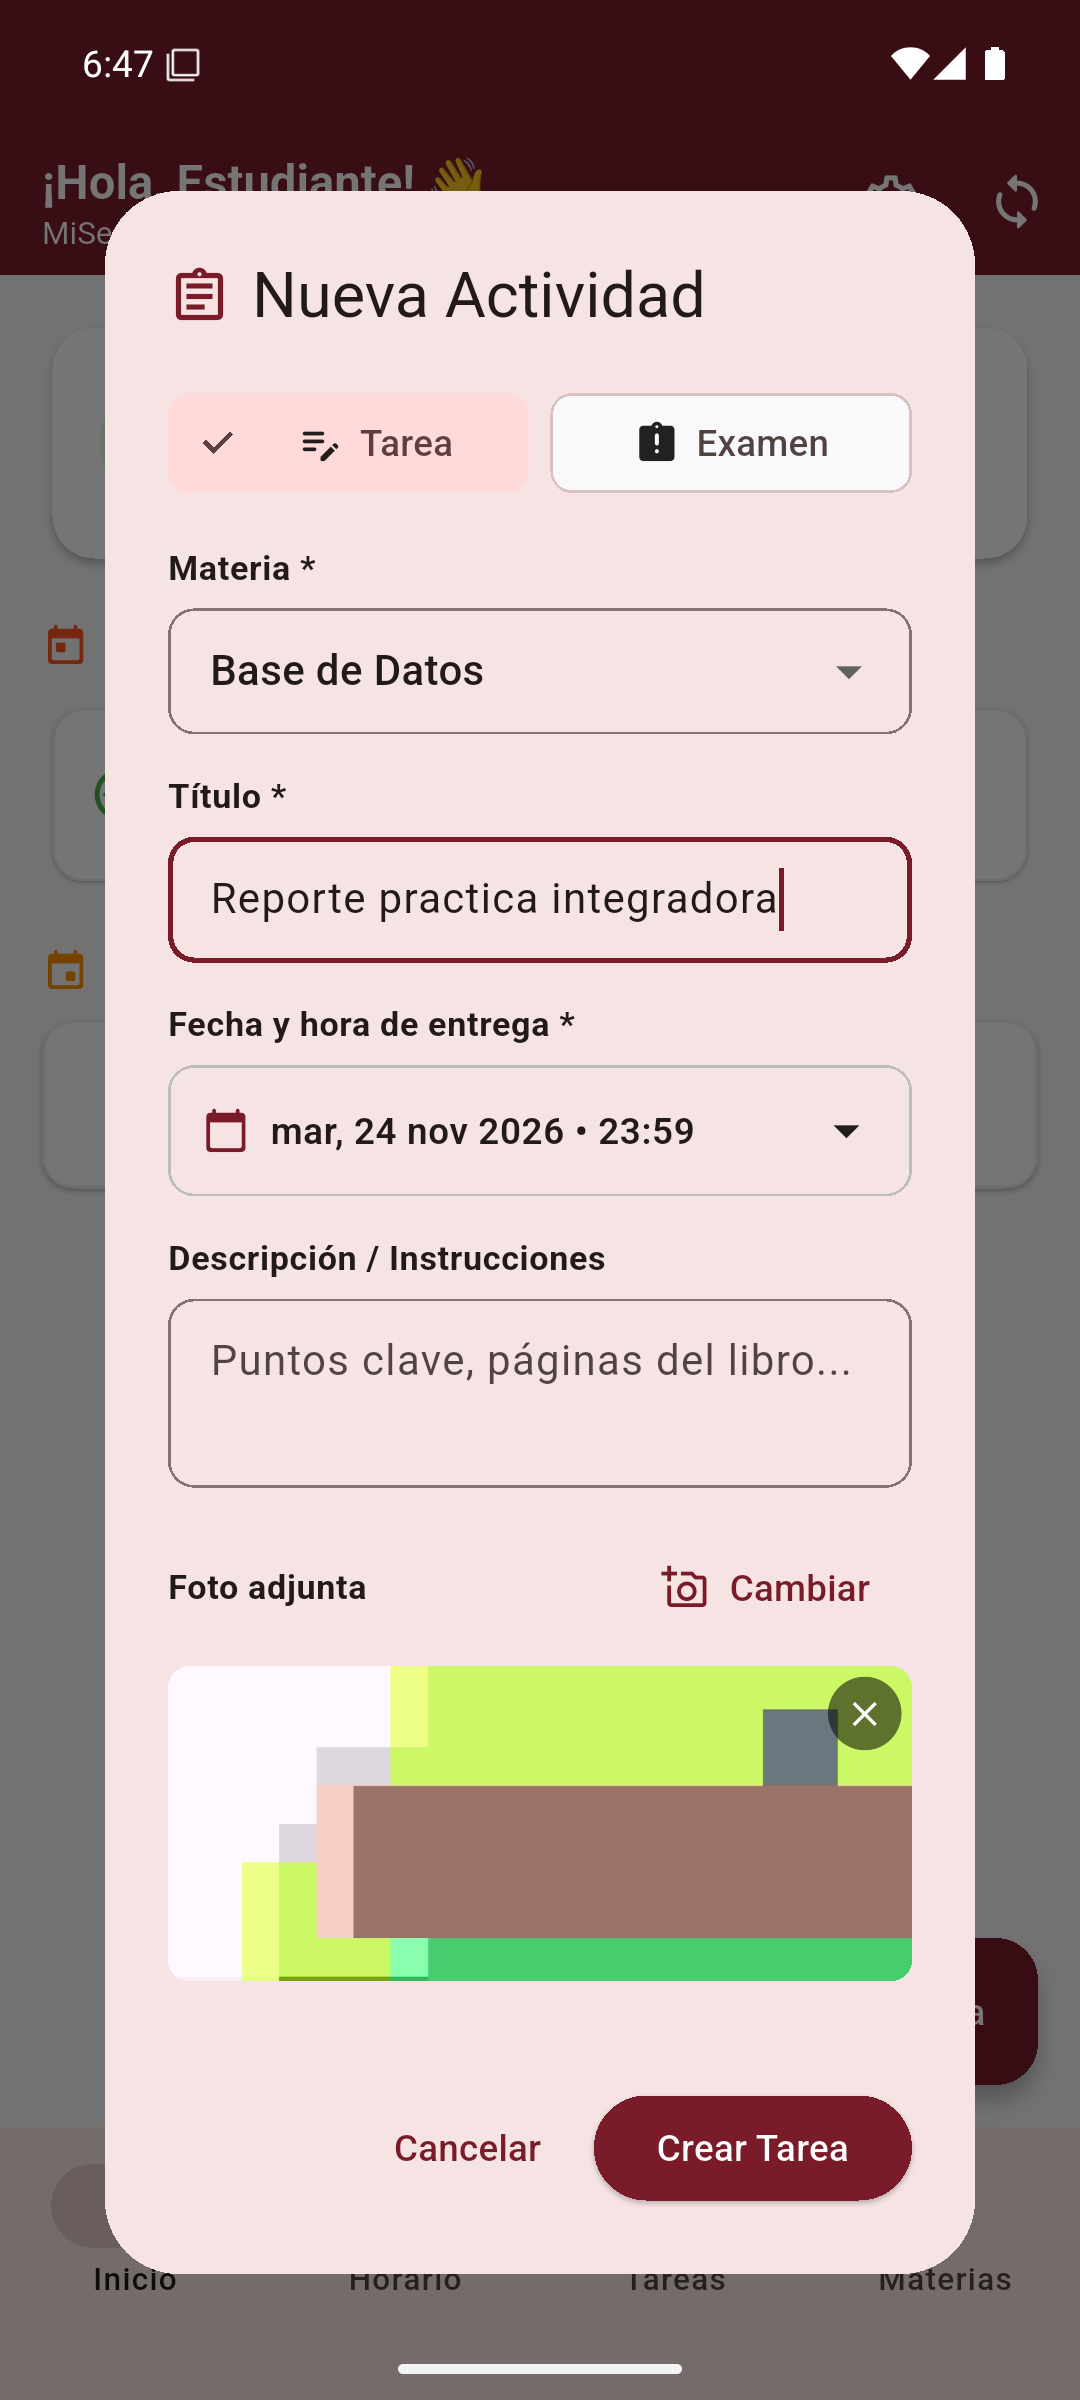 6:47
¡Hola, Estudiante! 👋
MiSe
Nueva Actividad
Tarea
Examen
Materia *
Base de Datos
Título *
Reporte practica integradora
Fecha y hora de entrega *
mar, 24 nov 2026 • 23:59
Descripción / Instrucciones
Puntos clave, páginas del libro...
Foto adjunta
Cambiar
a
Cancelar
Crear Tarea
Inicio
Horario
Tareas
Materias